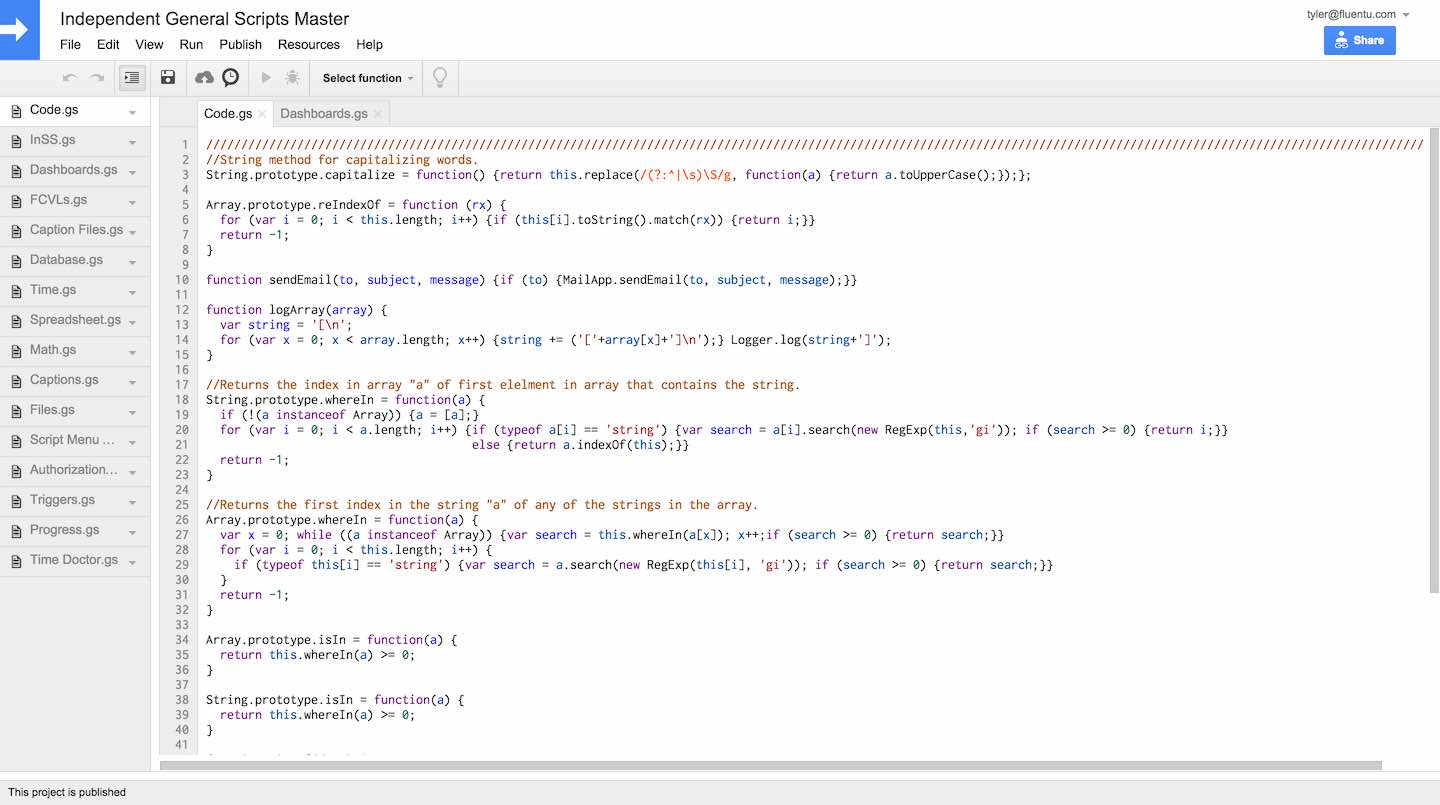 Independent General Scripts Master
tyler@fluentu.com
File Edit View Run Publish Resources Help
Share
Select function
Code.gs
InSS.gs
Dashboards.gs
FCVLs.gs
Caption Files.gs
Database.gs
Time.gs
Spreadsheet.gs
Math.gs
Captions.gs
Files.gs
Script Menu ...
Authorization...
Triggers.gs
Progress.gs
Time Doctor.gs
Code.gs Dashboards.gs
1 //////////////////////////////////////////////////////////////////////////////////////////////////////////////////////////////////////////////////////////////////////////////
2 //String method for capitalizing words.
3 String.prototype.capitalize = function() {return this.replace(/(?:^|\s)\S/g, function(a) {return a.toUpperCase();});};
4
5 Array.prototype.reIndexOf = function (rx) {
6 for (var i = 0; i < this.length; i++) {if (this[i].toString().match(rx)) {return i;}}
7 return -1;
8 }
9
10 function sendEmail(to, subject, message) {if (to) {MailApp.sendEmail(to, subject, message);}}
11
12 function logArray(array) {
13 var string = '[\n';
14 for (var x = 0; x < array.length; x++) {string += ('['+array[x]+']\n');} Logger.log(string+']');
15 }
16
17 //Returns the index in array "a" of first elelment in array that contains the string.
18 String.prototype.whereIn = function(a) {
19 if (!(a instanceof Array)) {a = [a];}
20 for (var i = 0; i < a.length; i++) {if (typeof a[i] == 'string') {var search = a[i].search(new RegExp(this,'gi')); if (search >= 0) {return i;}}
21 else {return a.indexOf(this);}}
22 return -1;
23 }
24
25 //Returns the first index in the string "a" of any of the strings in the array.
26 Array.prototype.whereIn = function(a) {
27 var x = 0; while ((a instanceof Array)) {var search = this.whereIn(a[x]); x++;if (search >= 0) {return search;}}
28 for (var i = 0; i < this.length; i++) {
29 if (typeof this[i] == 'string') {var search = a.search(new RegExp(this[i], 'gi')); if (search >= 0) {return search;}}
30 }
31 return -1;
32 }
33
34 Array.prototype.isIn = function(a) {
35 return this.whereIn(a) >= 0;
36 }
37
38 String.prototype.isIn = function(a) {
39 return this.whereIn(a) >= 0;
40 }
41
This project is published